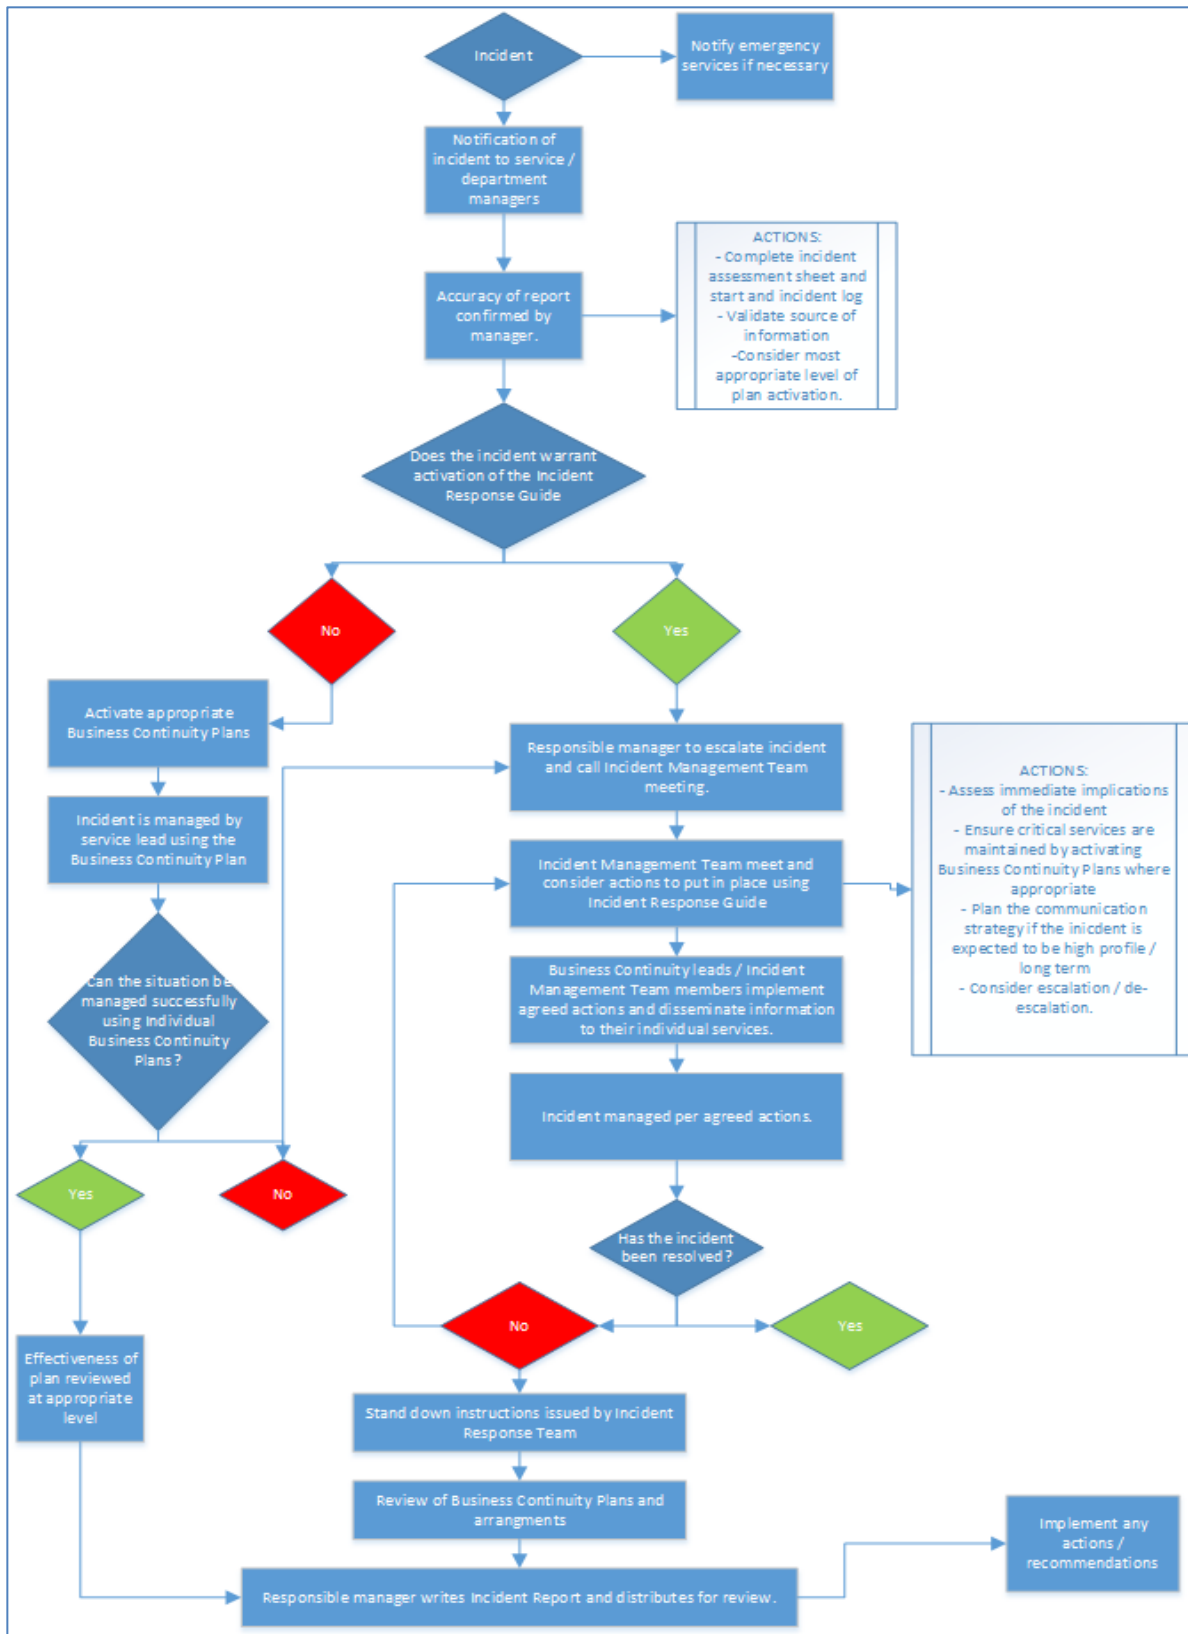 Incident
Notify emergency
services if necessary
Notification of
incident to service /
department
managers
Accuracy of report
confirmed by
manager.
ACTIONS:
- Complete incident
assessment sheet and
start and incident log
- Validate source of
information
-Consider most
appropriate level of
plan activation.
Does the incident warrant
activation of the Incident
Response Guide
No
Yes
Activate appropriate
Business Continuity Plans
Incident is managed by
service lead using the
Business Continuity Plan
Can the situation be
managed successfully
using Individual
Business Continuity
Plans?
Yes
No
Effectiveness of
plan reviewed
at appropriate
level
Responsible manager to escalate incident
and call Incident Management Team
meeting.
Incident Management Team meet and
consider actions to put in place using
Incident Response Guide
ACTIONS:
- Assess immediate implications
of the incident
- Ensure critical services are
maintained by activating
Business Continuity Plans where
appropriate
- Plan the communication
strategy if the inicdent is
expected to be high profile /
long term
- Consider escalation / de-
escalation.
Business Continuity leads / Incident
Management Team members implement
agreed actions and disseminate information
to their individual services.
Incident managed per agreed actions.
Has the incident
been resolved?
No
Yes
Stand down instructions issued by Incident
Response Team
Review of Business Continuity Plans and
arrangments
Responsible manager writes Incident Report and distributes for review.
Implement any
actions /
recommendations